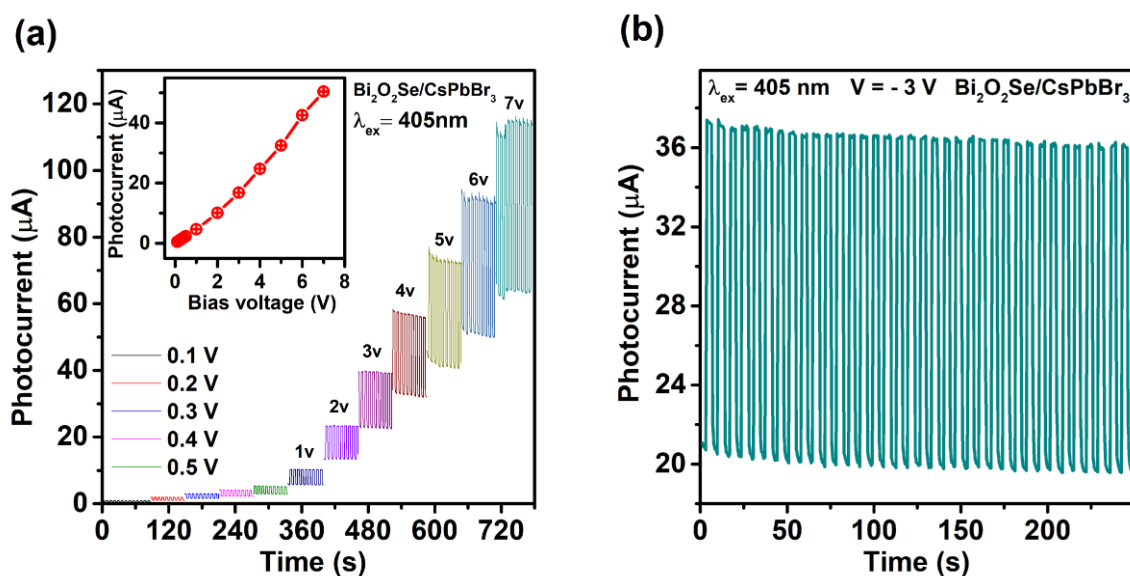 (a)
Photocurrent (μA)
120
100
80
60
40
20
0
0 120 240 360 480 600 720
Time (s)
Bi₂O₂Se/CsPbBr₃
λex= 405nm
Photocurrent (μA)
40
20
0
0 2 4 6 8
Bias voltage (V)
0.1 V
0.2 V
0.3 V
0.4 V
0.5 V
1v
2v
3v
4v
5v
6v
7v
(b)
λex = 405 nm V = - 3 V Bi₂O₂Se/CsPbBr₃
Photocurrent (μA)
36
32
28
24
20
0 50 100 150 200
Time (s)